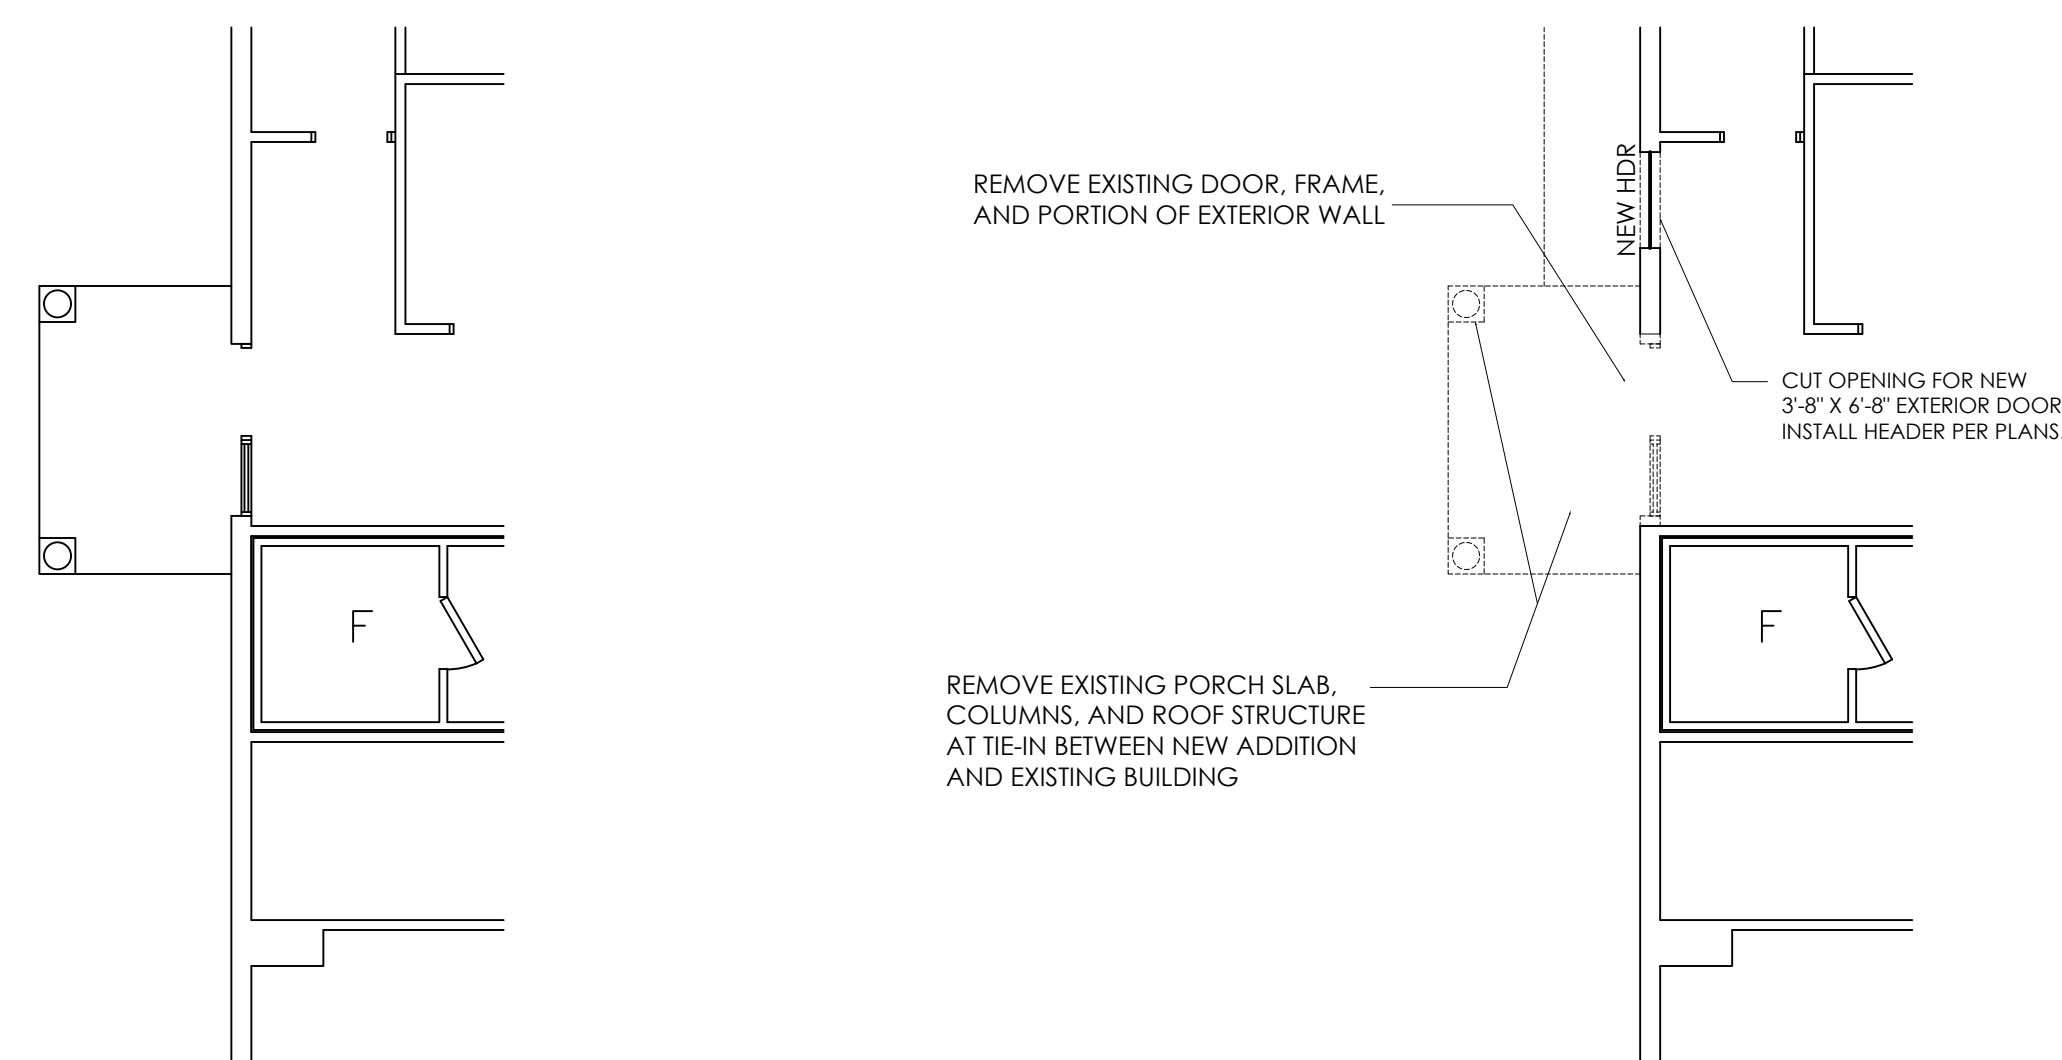 REMOVE EXISTING DOOR, FRAME,
AND PORTION OF EXTERIOR WALL
NEW HDR
CUT OPENING FOR NEW
3'-8" X 6'-8" EXTERIOR DOOR
INSTALL HEADER PER PLANS.
F
F
REMOVE EXISTING PORCH SLAB,
COLUMNS, AND ROOF STRUCTURE
AT TIE-IN BETWEEN NEW ADDITION
AND EXISTING BUILDING